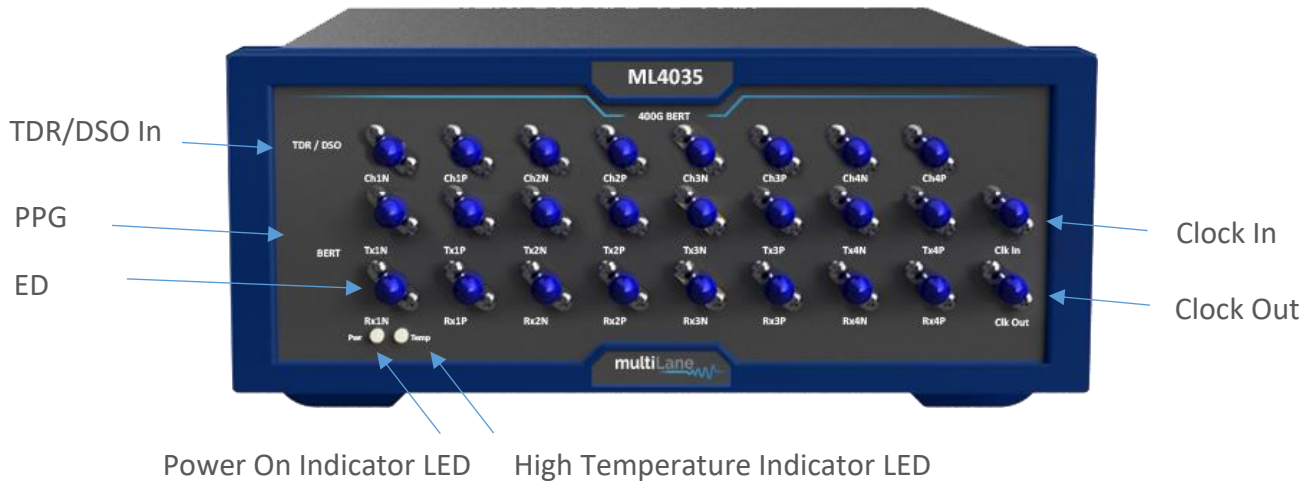 ML4035
400G BERT
TDR/DSO In
TDR / DSO
Ch1N Ch1P Ch2N Ch2P Ch3N Ch3P Ch4N Ch4P
PPG
Tx1N Tx1P Tx2N Tx2P Tx3N Tx3P Tx4N Tx4P Clk In
Clock In
BERT
ED
Rx1N Rx1P Rx2N Rx2P Rx3N Rx3P Rx4N Rx4P Clk Out
Clock Out
Pwr Temp
multiLane
Power On Indicator LED High Temperature Indicator LED